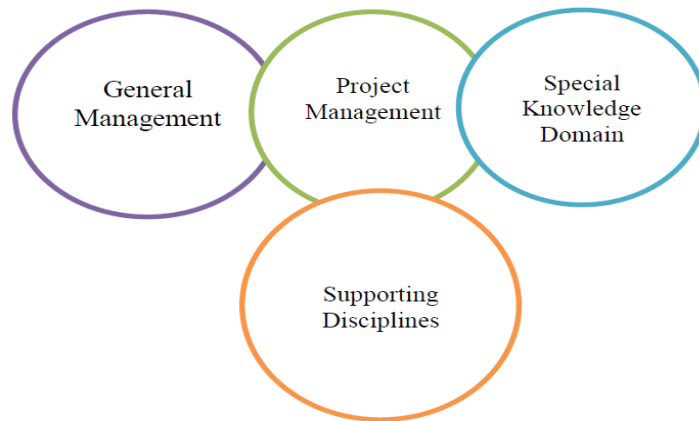 General
Management
Project
Management
Special
Knowledge
Domain
Supporting
Disciplines